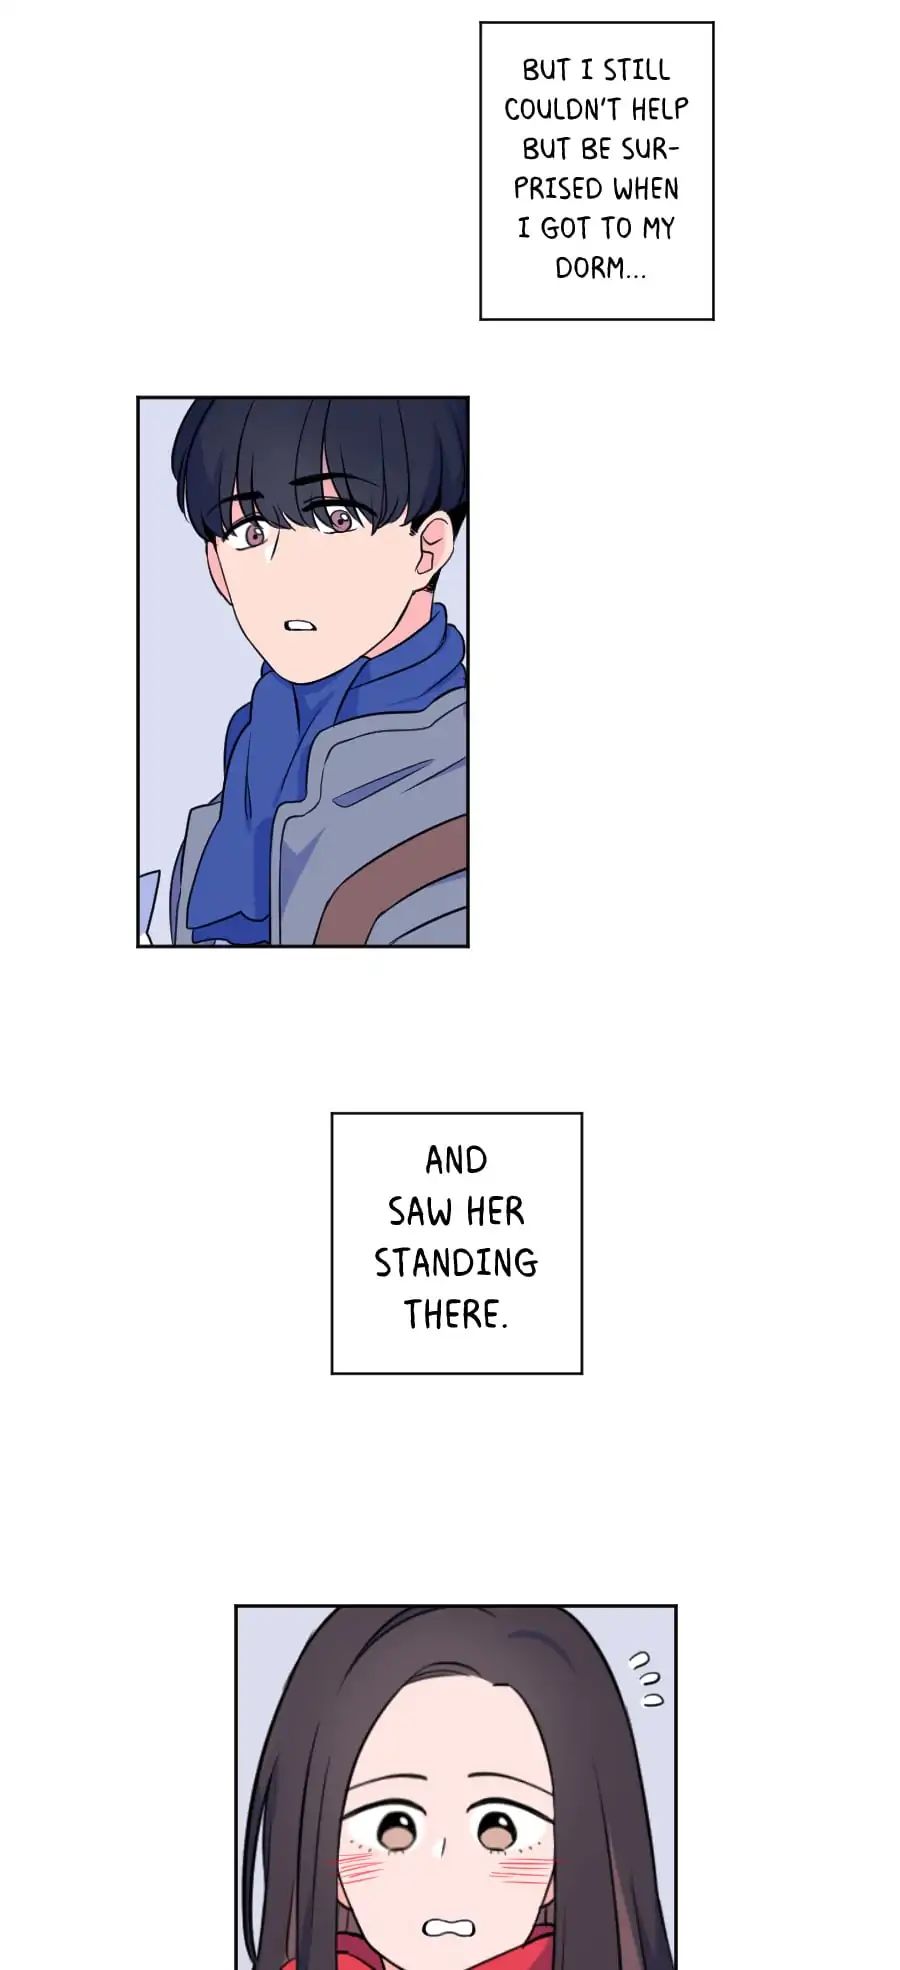 BUT I STILL
COULDN'T HELP
BUT BE SUR-
PRISED WHEN
I GOT TO MY
DORM...
AND
SAW HER
STANDING
THERE.